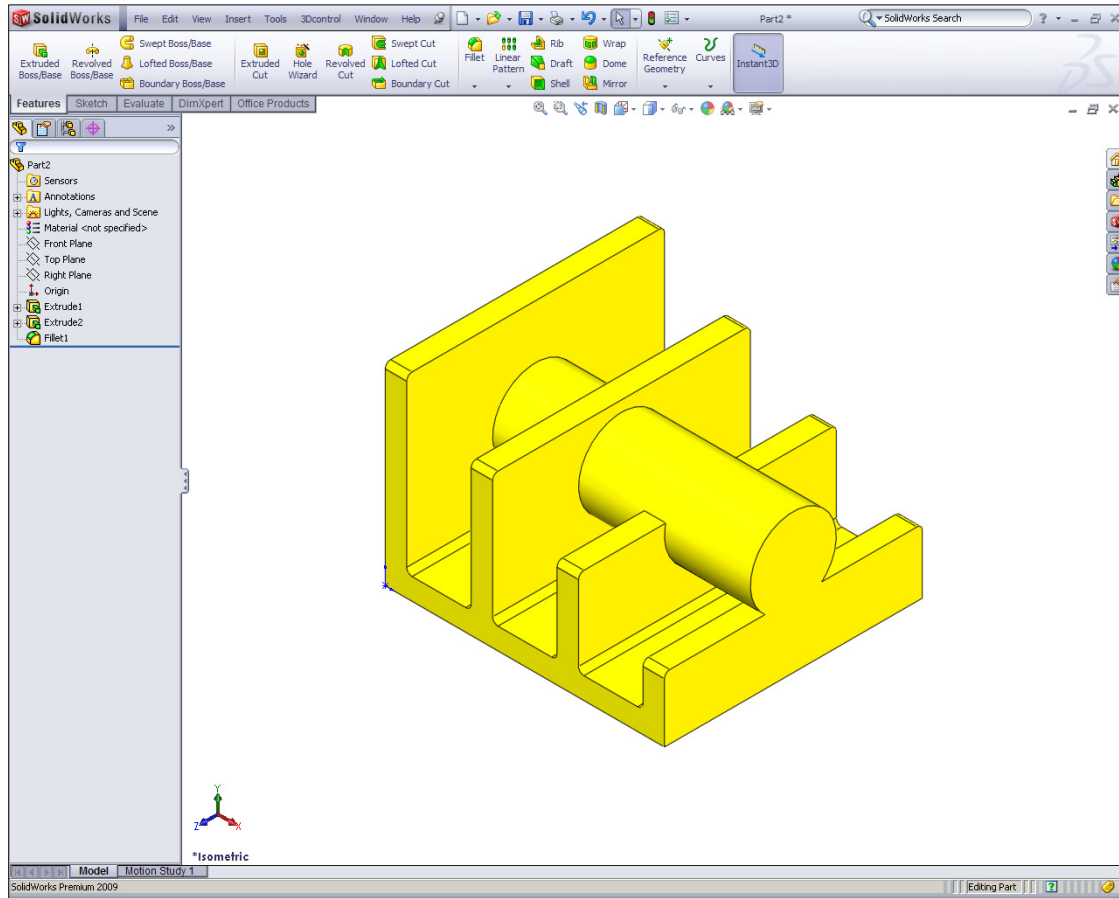 SolidWorks File Edit View Insert Tools 3Dcontrol Window Help Part2 * SolidWorks Search ?
Extruded Boss/Base
Revolved Boss/Base
Swept Boss/Base
Lofted Boss/Base
Boundary Boss/Base
Extruded Cut
Hole Wizard
Revolved Cut
Swept Cut
Lofted Cut
Boundary Cut
Fillet
Linear Pattern
Rib
Draft
Shell
Wrap
Dome
Mirror
Reference Geometry
Curves
Instant3D
Features Sketch Evaluate DimXpert Office Products
»
Part2
Sensors
Annotations
Lights, Cameras and Scene
Material <not specified>
Front Plane
Top Plane
Right Plane
Origin
Extrude1
Extrude2
Fillet1
Y
Z X
*Isometric
Model Motion Study 1
SolidWorks Premium 2009 Editing Part ?